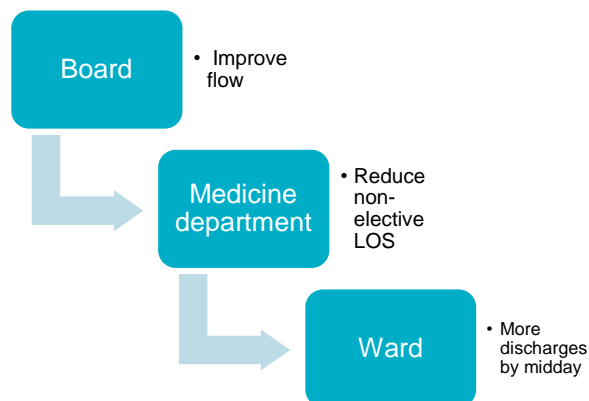 Board
• Improve
flow
Medicine
department
• Reduce
non-
elective
LOS
Ward
• More
discharges
by midday